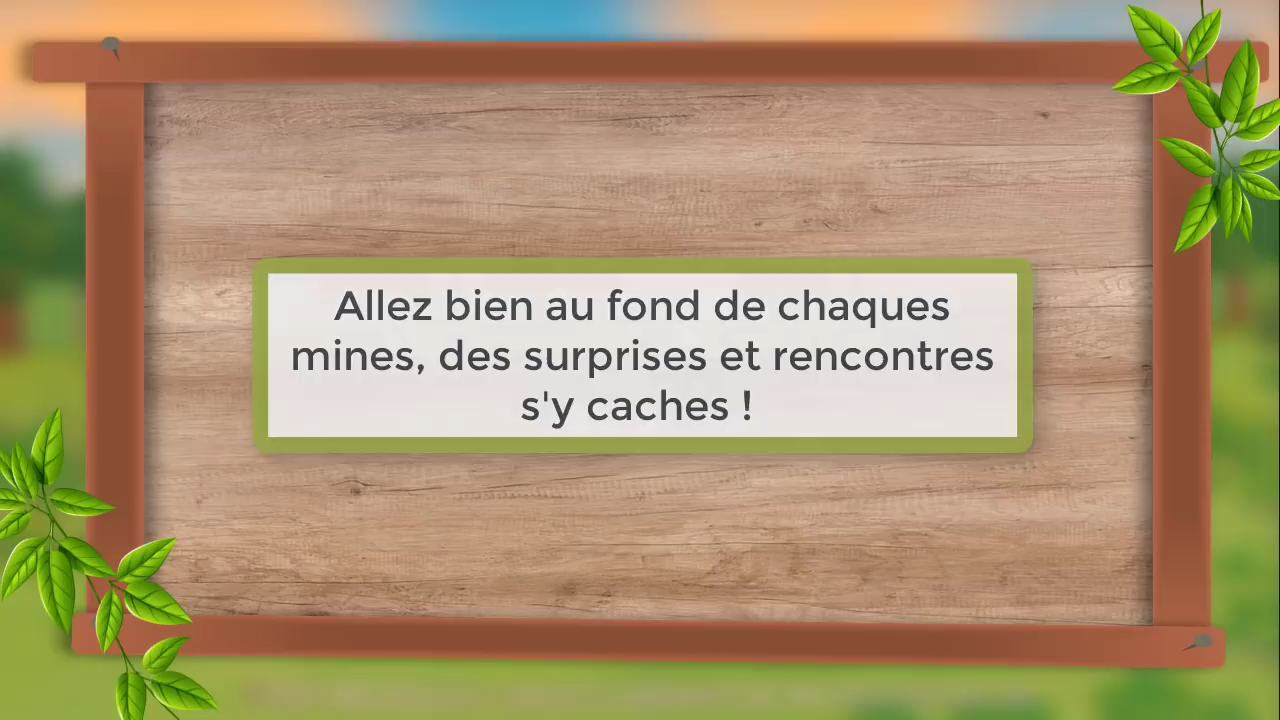 Allez bien au fond de chaques
mines, des surprises et rencontres
s'y caches !